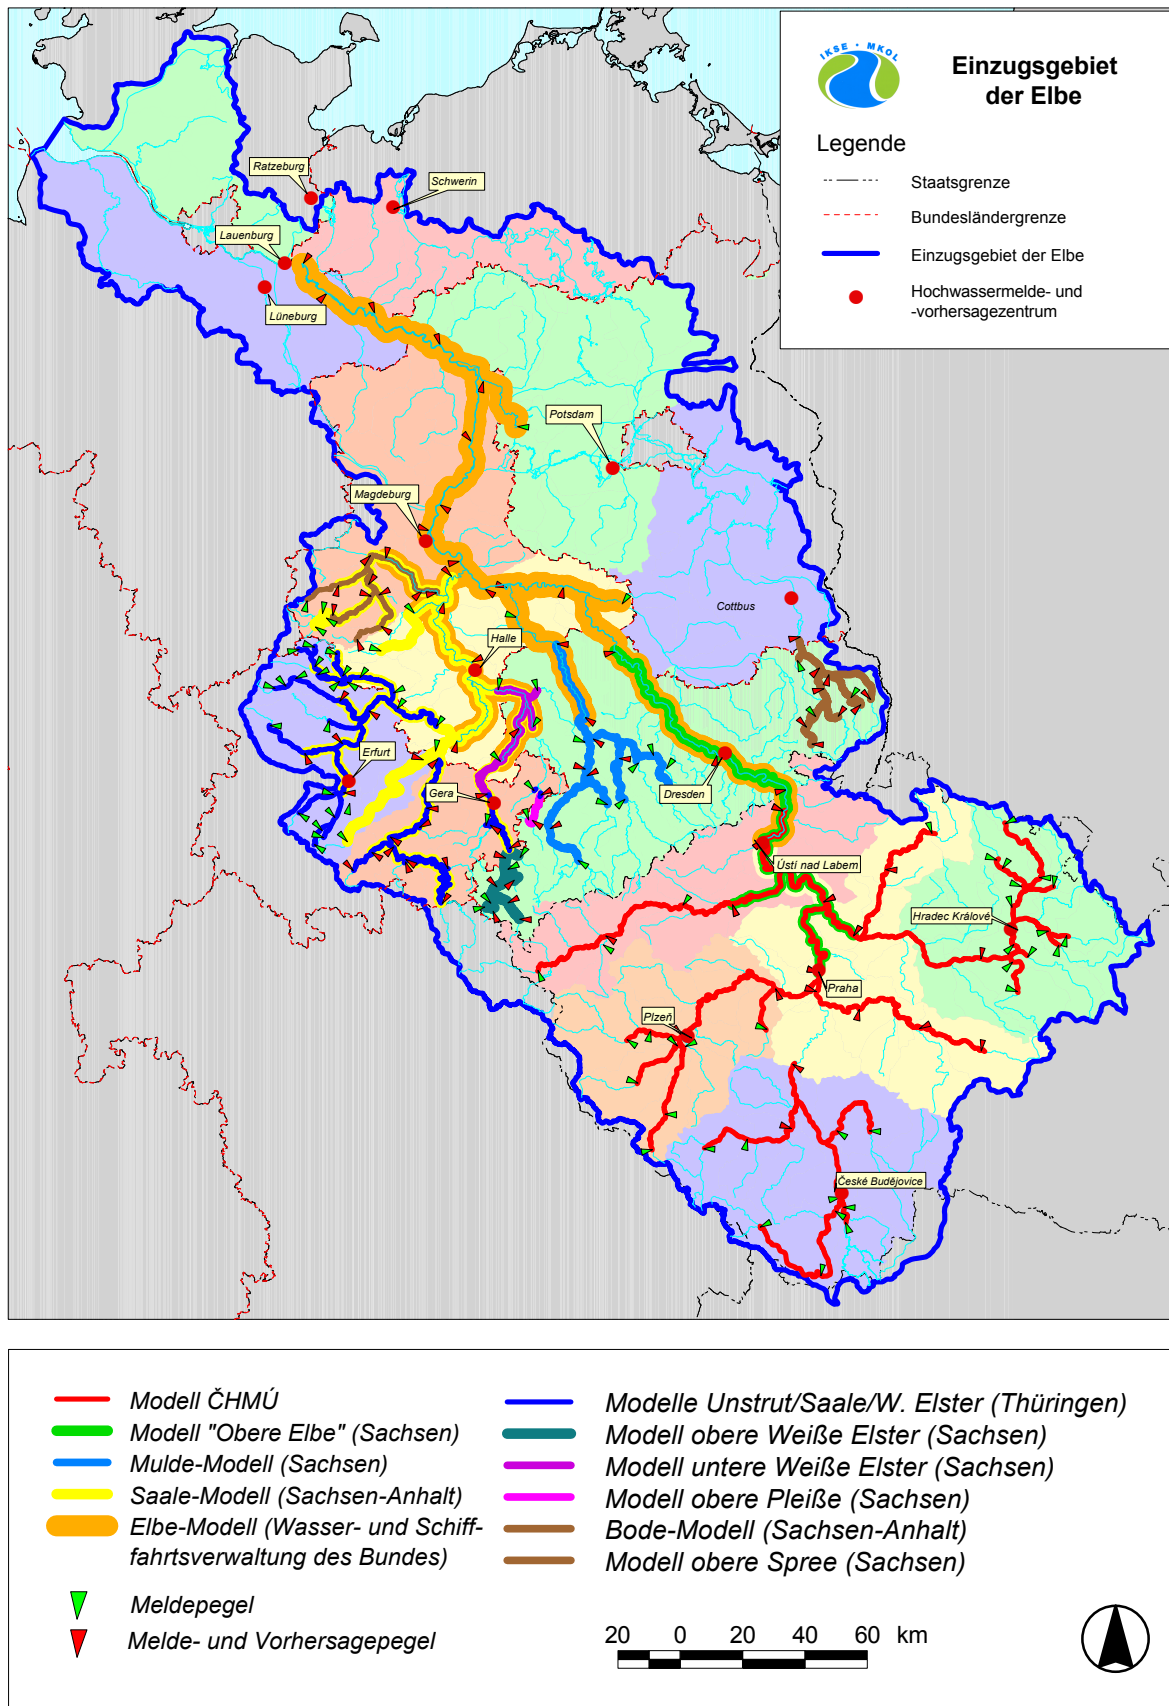 IKSE • MKOL
Einzugsgebiet
der Elbe
Legende
Staatsgrenze
Bundesländergrenze
Einzugsgebiet der Elbe
Hochwassermelde- und
-vorhersagezentrum
Ratzeburg
Schwerin
Lauenburg
Lüneburg
Potsdam
Magdeburg
Cottbus
Halle
Erfurt
Gera
Dresden
Ústí nad Labem
Hradec Králové
Praha
Plzeň
České Budějovice
Modell ČHMÚ
Modell "Obere Elbe" (Sachsen)
Mulde-Modell (Sachsen)
Saale-Modell (Sachsen-Anhalt)
Elbe-Modell (Wasser- und Schiff-
fahrtsverwaltung des Bundes)
Meldepegel
Melde- und Vorhersagepegel
Modelle Unstrut/Saale/W. Elster (Thüringen)
Modell obere Weiße Elster (Sachsen)
Modell untere Weiße Elster (Sachsen)
Modell obere Pleiße (Sachsen)
Bode-Modell (Sachsen-Anhalt)
Modell obere Spree (Sachsen)
20 0 20 40 60 km